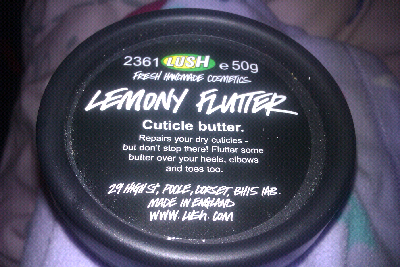 2361 LUSH e 50g
FRESH HANDMADE COSMETICS
LEMONY FLUTTER
Cuticle butter.
Repairs your dry cuticles -
but don't stop there! Flutter some
butter over your heels, elbows
and toes too.
29 HIGH ST, POOLE, DORSET, BH15 1AB.
MADE IN ENGLAND
WWW. LUSH. COM